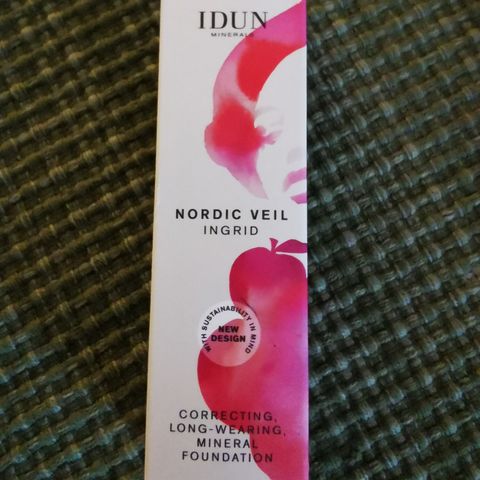 IDUN
MINERALS
NORDIC VEIL
INGRID
WITH SUSTAINABILITY IN MIND
NEW
DESIGN
CORRECTING,
LONG-WEARING,
MINERAL
FOUNDATION